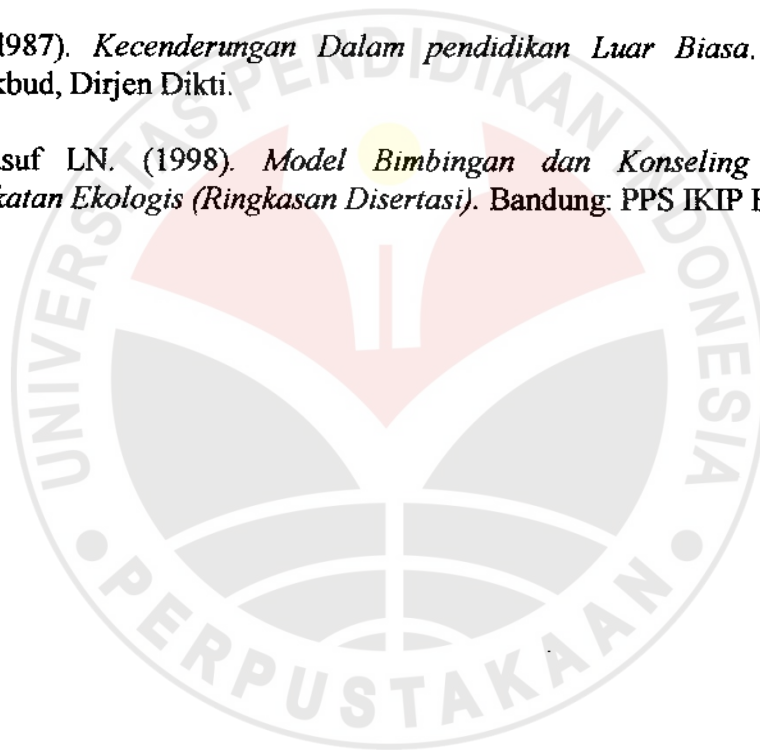 1987). Kecenderungan Dalam pendidikan Luar Biasa.
kbud, Dirjen Dikti.
suf LN. (1998). Model Bimbingan dan Konseling
katan Ekologis (Ringkasan Disertasi). Bandung: PPS IKIP
UNIVERSITAS PENDIDIKAN INDONESIA
PERPUSTAKAAN